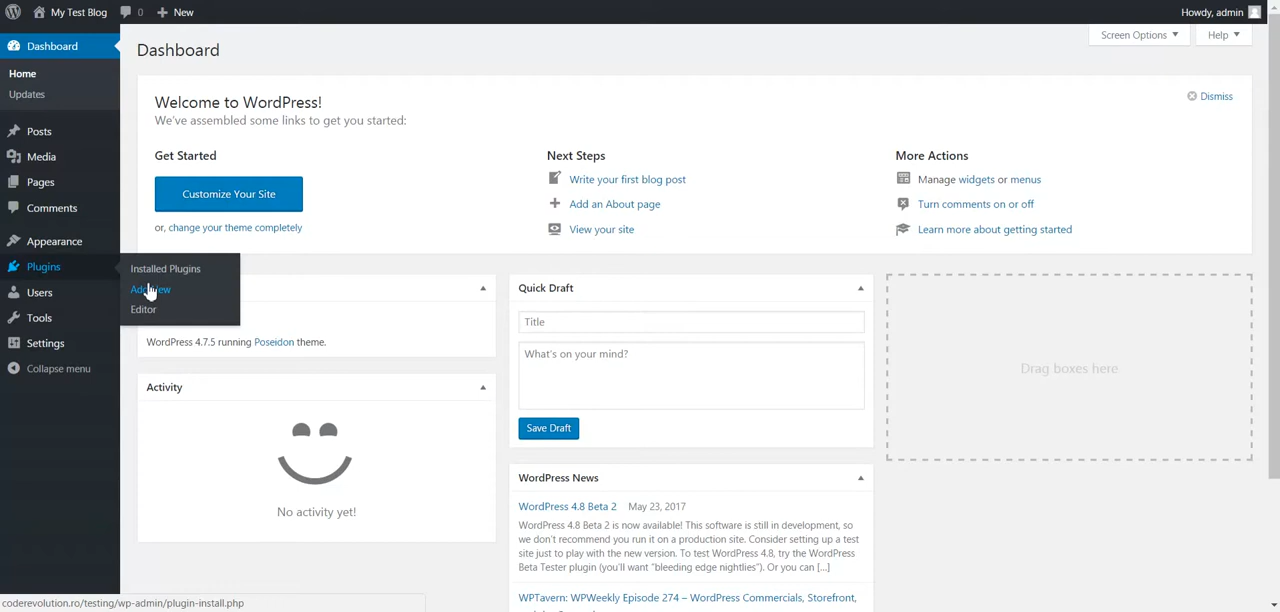 My Test Blog 0 New Howdy, admin
Screen Options Help
Dashboard
Home
Updates
Posts
Media
Pages
Comments
Appearance
Plugins
Users
Tools
Settings
Collapse menu
Installed Plugins
Add New
Editor
Dashboard
Welcome to WordPress!
We've assembled some links to get you started:
Dismiss
Get Started
Customize Your Site
or, change your theme completely
Next Steps
Write your first blog post
Add an About page
View your site
More Actions
Manage widgets or menus
Turn comments on or off
Learn more about getting started
WordPress 4.7.5 running Poseidon theme.
Activity
No activity yet!
Quick Draft
Title
What's on your mind?
Save Draft
WordPress News
WordPress 4.8 Beta 2 May 23, 2017
WordPress 4.8 Beta 2 is now available! This software is still in development, so
we don't recommend you run it on a production site. Consider setting up a test
site just to play with the new version. To test WordPress 4.8, try the WordPress
Beta Tester plugin (you'll want "bleeding edge nightlies"). Or you can [...]
WPTavern: WPWeekly Episode 274 – WordPress Commercials, Storefront,
Drag boxes here
coderevolution.ro/testing/wp-admin/plugin-install.php